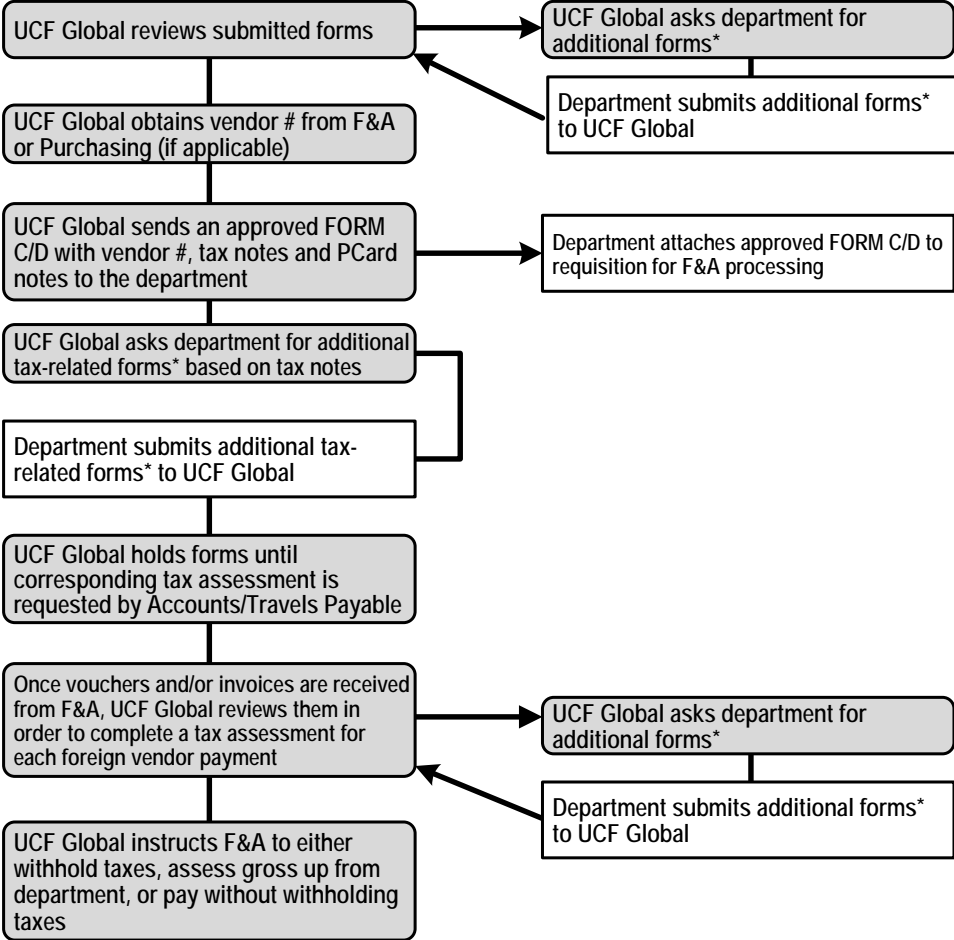 UCF Global reviews submitted forms
UCF Global asks department for
additional forms*
Department submits additional forms*
to UCF Global
UCF Global obtains vendor # from F&A
or Purchasing (if applicable)
UCF Global sends an approved FORM
C/D with vendor #, tax notes and PCard
notes to the department
Department attaches approved FORM C/D to
requisition for F&A processing
UCF Global asks department for additional
tax-related forms* based on tax notes
Department submits additional tax-
related forms* to UCF Global
UCF Global holds forms until
corresponding tax assessment is
requested by Accounts/Travels Payable
Once vouchers and/or invoices are received
from F&A, UCF Global reviews them in
order to complete a tax assessment for
each foreign vendor payment
UCF Global asks department for
additional forms*
Department submits additional forms*
to UCF Global
UCF Global instructs F&A to either
withhold taxes, assess gross up from
department, or pay without withholding
taxes